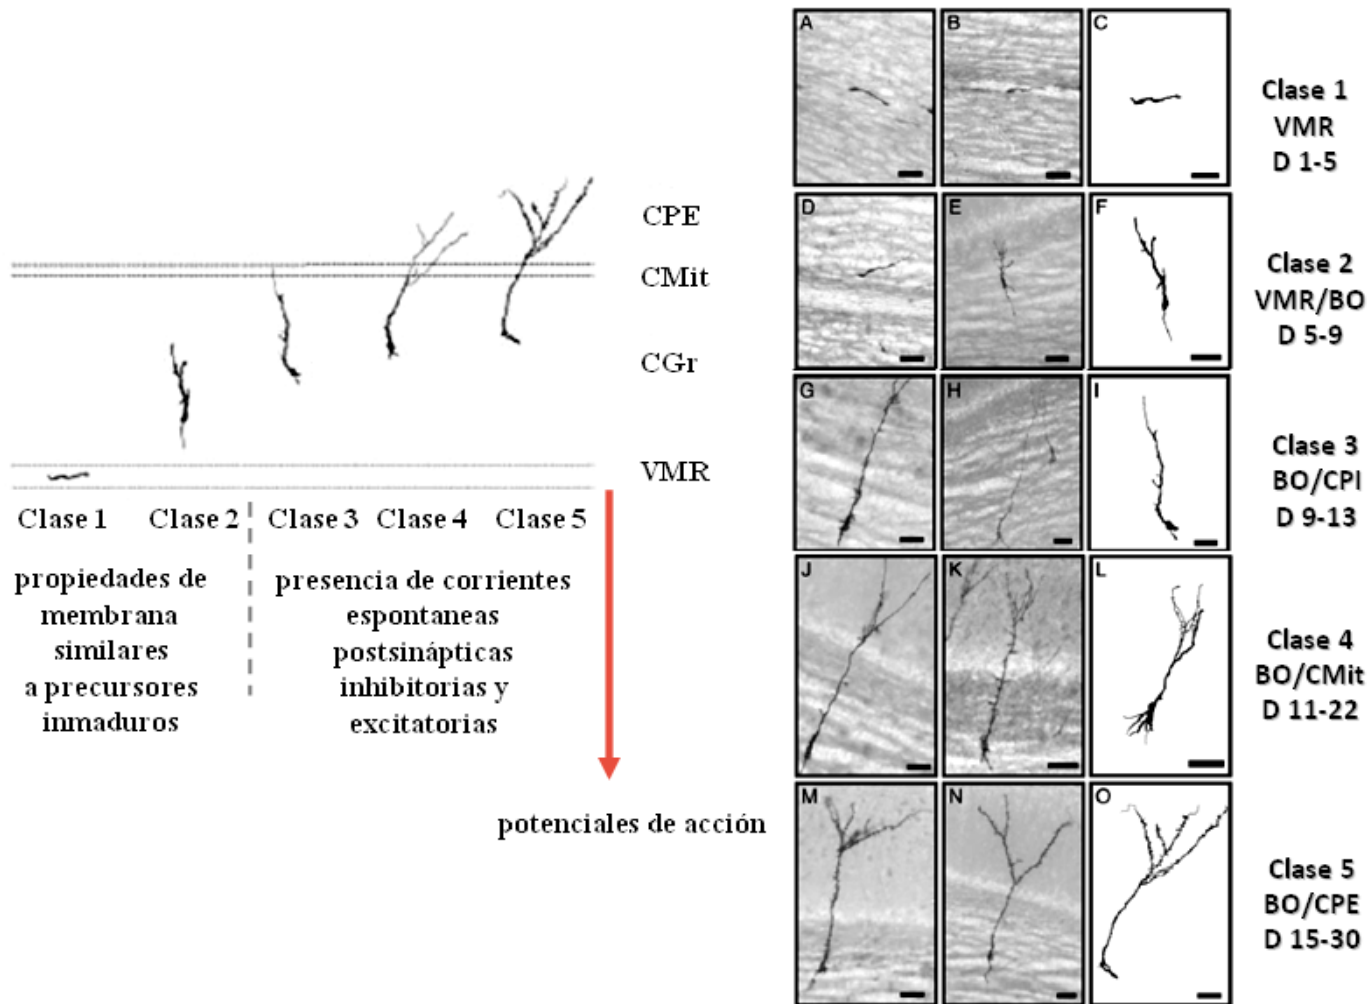 CPE
CMit
CGr
VMR
Clase 1
Clase 2
Clase 3
Clase 4
Clase 5
propiedades de
membrana
similares
a precursores
inmaduros
presencia de corrientes
espontaneas
postsinápticas
inhibitorias y
excitatorias
potenciales de acción
A
B
C
Clase 1
VMR
D 1-5
D
E
F
Clase 2
VMR/BO
D 5-9
G
H
I
Clase 3
BO/CPI
D 9-13
J
K
L
Clase 4
BO/CMit
D 11-22
M
N
O
Clase 5
BO/CPE
D 15-30